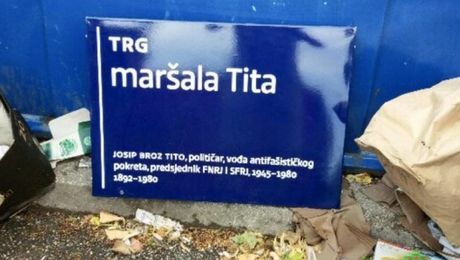 TRG
maršala Tita
JOSIP BROZ TITO, političar, vođa antifašističkog
pokreta, predsjednik FNRJ i SFRJ, 1945–1980
1892–1980